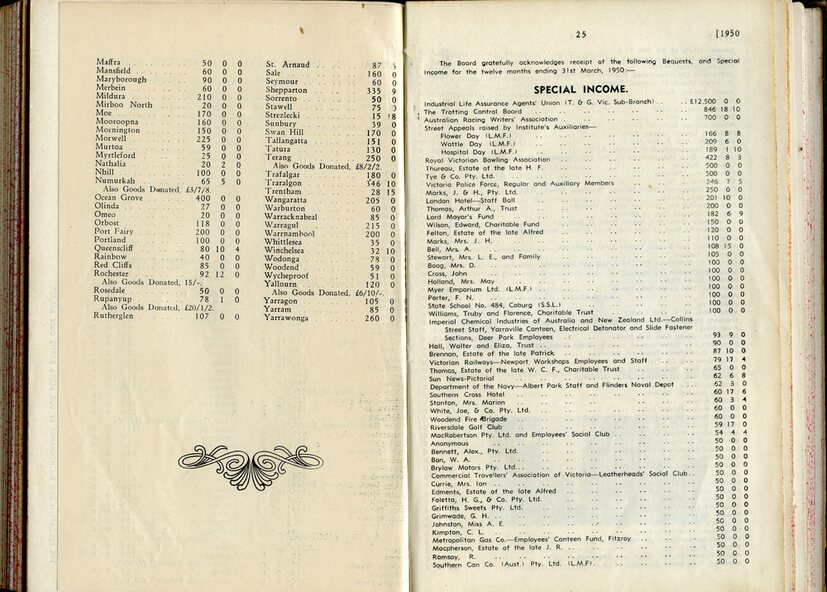 Maffra 50 0 0
Mansfield 60 0 0
Maryborough 90 0 0
Merbein 60 0 0
Mildura 210 0 0
Mirboo North 20 0 0
Moe 170 0 0
Mooroopna 160 0 0
Mornington 150 0 0
Morwell 225 0 0
Murtoa 59 0 0
Myrtleford 25 0 0
Nathalia 20 2 0
Nhill 100 0 0
Numurkah 65 5 0
Also Goods Donated, £3/7/8.
Ocean Grove 400 0 0
Olinda 27 0 0
Omeo 20 0 0
Orbost 118 0 0
Port Fairy 200 0 0
Portland 100 0 0
Queenscliff 80 10 4
Rainbow 40 0 0
Red Cliffs 85 0 0
Rochester 92 12 0
Also Goods Donated, 15/-.
Rosedale 50 0 0
Rupanyup 78 1 0
Also Goods Donated, £20/1/2.
Rutherglen 107 0 0
St. Arnaud 87
Sale 160 0
Seymour 60 0
Shepparton 335 9
Sorrento 50 0
Stawell 75
Strezlecki 15
Sunbury 39 0
Swan Hill 170 0
Tallangatta 151 0
Tatura 130 0
Terang 250 0
Also Goods Donated, £8/2/2.
Trafalgar 180 0
Traralgon 346 10
Trentham 28 15
Wangaratta 205 0
Warburton 60 0
Warracknabeal 85 0
Warragul 215 0
Warrnambool 200 0
Whittlesea 35 0
Winchelsea 32 10
Wodonga 78 0
Woodend 59 0
Wycheproof 51 0
Yallourn 120 0
Also Goods Donated, £6/10/-.
Yarragon 105 0
Yarram 85 0
Yarrawonga 260 0
25 [1950
The Board gratefully acknowledges receipt of the following Bequests, and Special
Income for the twelve months ending 31st March, 1950:—
SPECIAL INCOME.
Industrial Life Assurance Agents' Union (T. & G. Vic. Sub-Branch) £12,500 0 0
The Trotting Control Board 846 18 10
Australian Racing Writers' Association 700 0 0
Street Appeals raised by Institute's Auxiliaries—
Flower Day (L.M.F.) 166 8 8
Wattle Day (L.M.F.) 209 6 0
Hospital Day (L.M.F.) 189 1 10
Royal Victorian Bowling Association 422 8 3
Thureau, Estate of the late H. F. 500 0 0
Tye & Co. Pty. Ltd. 500 0 0
Victoria Police Force, Regular and Auxiliary Members 346 7 5
Marks, J. & H., Pty. Ltd. 250 0 0
London Hotel—Staff Ball 201 10 0
Thomas, Arthur A., Trust 200 0 0
Lord Mayor's Fund 182 6 9
Wilson, Edward, Charitable Fund 150 0 0
Felton, Estate of the late Alfred 120 0 0
Marks, Mrs. J. H. 110 0 0
Bell, Mrs. A. 108 15 0
Stewart, Mrs. L. E., and Family 105 0 0
Boag, Mrs. D. 100 0 0
Cross, John 100 0 0
Holland, Mrs. May 100 0 0
Myer Emporium Ltd. (L.M.F.) 100 0 0
Porter, F. N. 100 0 0
State School No. 484, Coburg (S.S.L.) 100 0 0
Williams, Truby and Florence, Charitable Trust 100 0 0
Imperial Chemical Industries of Australia and New Zealand Ltd.—Collins
Street Staff, Yarraville Canteen, Electrical Detonator and Slide Fastener
Sections, Deer Park Employees 93 9 0
Hall, Walter and Eliza, Trust 90 0 0
Brennan, Estate of the late Patrick 87 10 0
Victorian Railways—Newport Workshops Employees and Staff 79 17 4
Thomas, Estate of the late W. C. F., Charitable Trust 65 0 0
Sun News-Pictorial 62 6 8
Department of the Navy—Albert Park Staff and Flinders Naval Depot 62 3 0
Southern Cross Hotel 60 17 6
Stanton, Mrs. Marion 60 3 4
White, Joe, & Co. Pty. Ltd. 60 0 0
Woodend Fire Brigade 60 0 0
Riversdale Golf Club 59 17 0
MacRobertson Pty. Ltd. and Employees' Social Club 54 4 4
Anonymous 50 0 0
Bennett, Alex., Pty. Ltd. 50 0 0
Bon, W. A. 50 0 0
Brylaw Motors Pty. Ltd. 50 0 0
Commercial Travellers' Association of Victoria—Leatherheads' Social Club 50 0 0
Currie, Mrs. Ian 50 0 0
Edments, Estate of the late Alfred 50 0 0
Foletta, H. G., & Co. Pty. Ltd. 50 0 0
Griffiths Sweets Pty. Ltd. 50 0 0
Grimwade, G. H. 50 0 0
Johnston, Miss A. E. 50 0 0
Kimpton, C. L. 50 0 0
Metropolitan Gas Co.—Employees' Canteen Fund, Fitzroy 50 0 0
Macpherson, Estate of the late J. R. 50 0 0
Ramsay, R. 50 0 0
Southern Can Co. (Aust.) Pty. Ltd. (L.M.F). 50 0 0